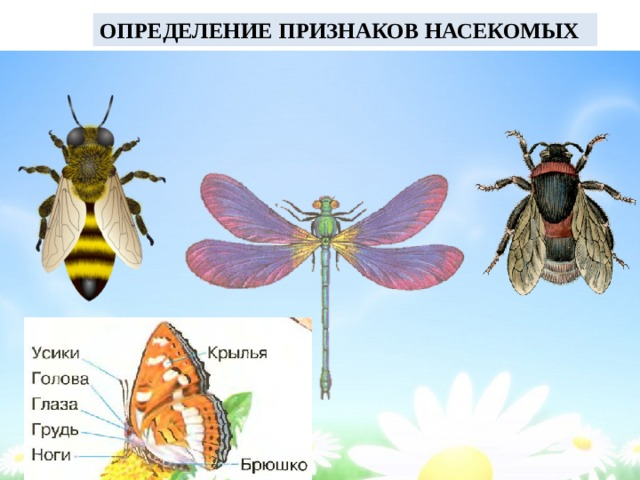 ОПРЕДЕЛЕНИЕ ПРИЗНАКОВ НАСЕКОМЫХ
Усики
Крылья
Голова
Глаза
Грудь
Ноги
Брюшко